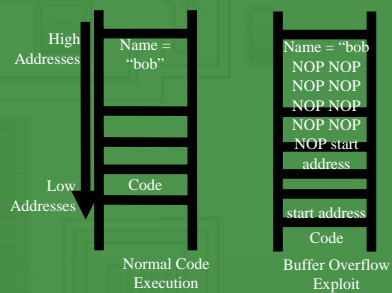 High
Addresses
Low
Addresses
Name =
“bob”
Code
Normal Code
Execution
Name = “bob
NOP NOP
NOP NOP
NOP NOP
NOP NOP
NOP start
address
start address
Code
Buffer Overflow
Exploit